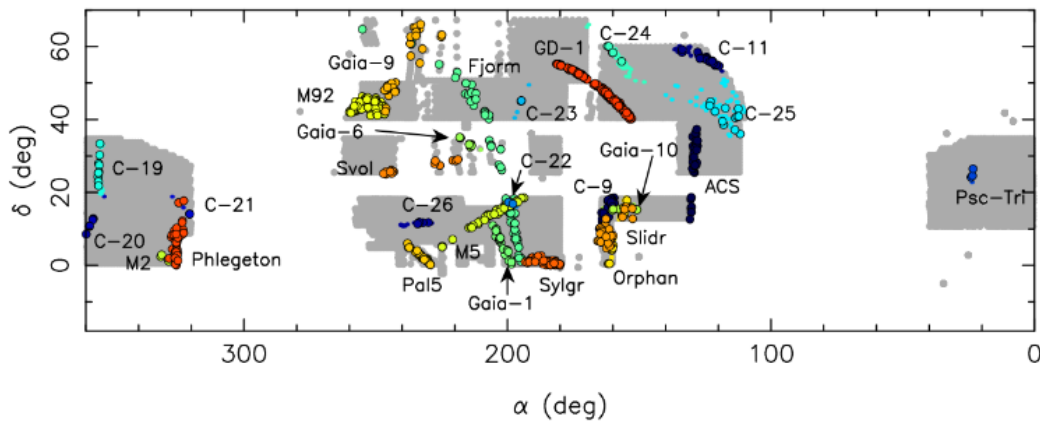 60
40
20
0
δ (deg)
C-24
GD-1
C-11
Gaia-9
Fjorm
M92
C-23
C-25
Gaia-6
Gaia-10
C-22
C-19
Svol
C-9
ACS
Psc-Tri
C-21
C-26
C-20
Slidr
M2
Phlegeton
M5
Pal5
Sylgr
Orphan
Gaia-1
300
200
100
0
α (deg)